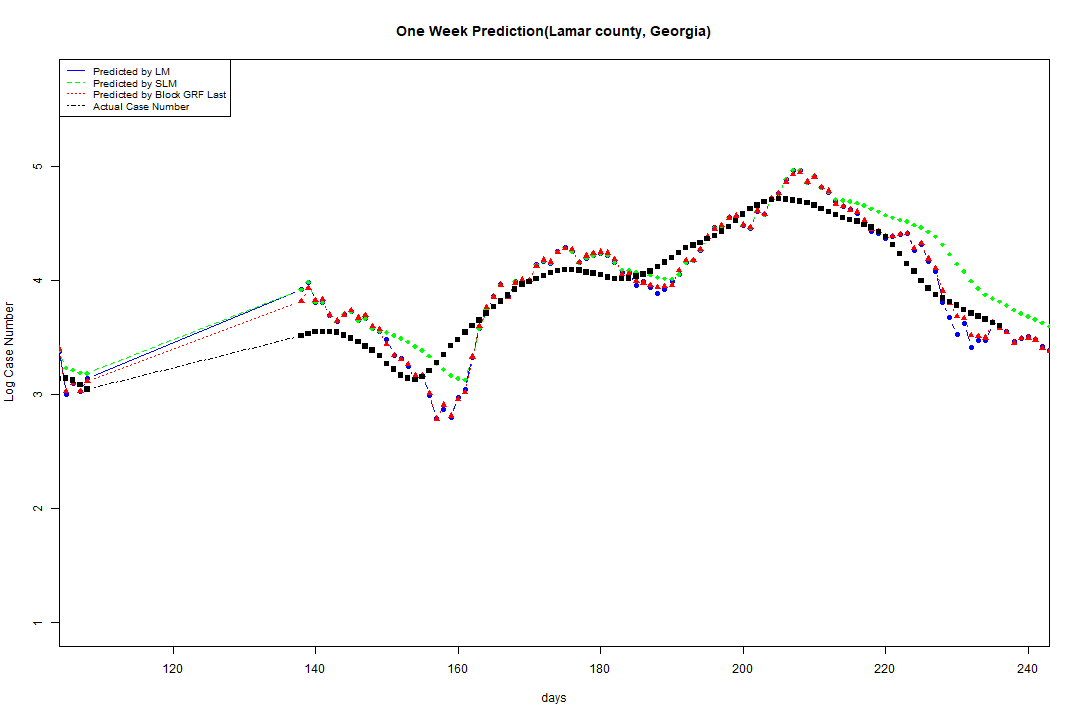 One Week Prediction(Lamar county, Georgia)
Predicted by LM
Predicted by SLM
Predicted by Block GRF Last
Actual Case Number
5
4
3
2
1
Log Case Number
120 140 160 180 200 220 240
days